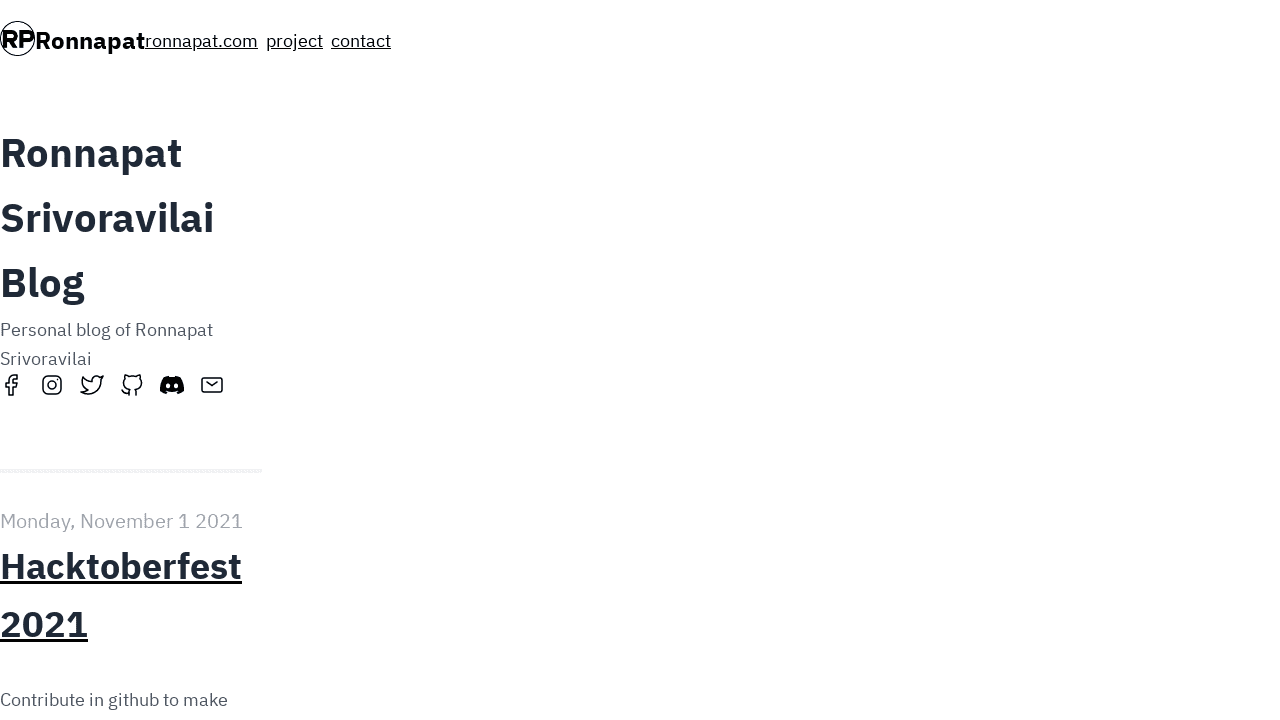 RP Ronnapat ronnapat.com project contact
Ronnapat
Srivoravilai
Blog
Personal blog of Ronnapat
Srivoravilai
Monday, November 1 2021
Hacktoberfest
2021
Contribute in github to make